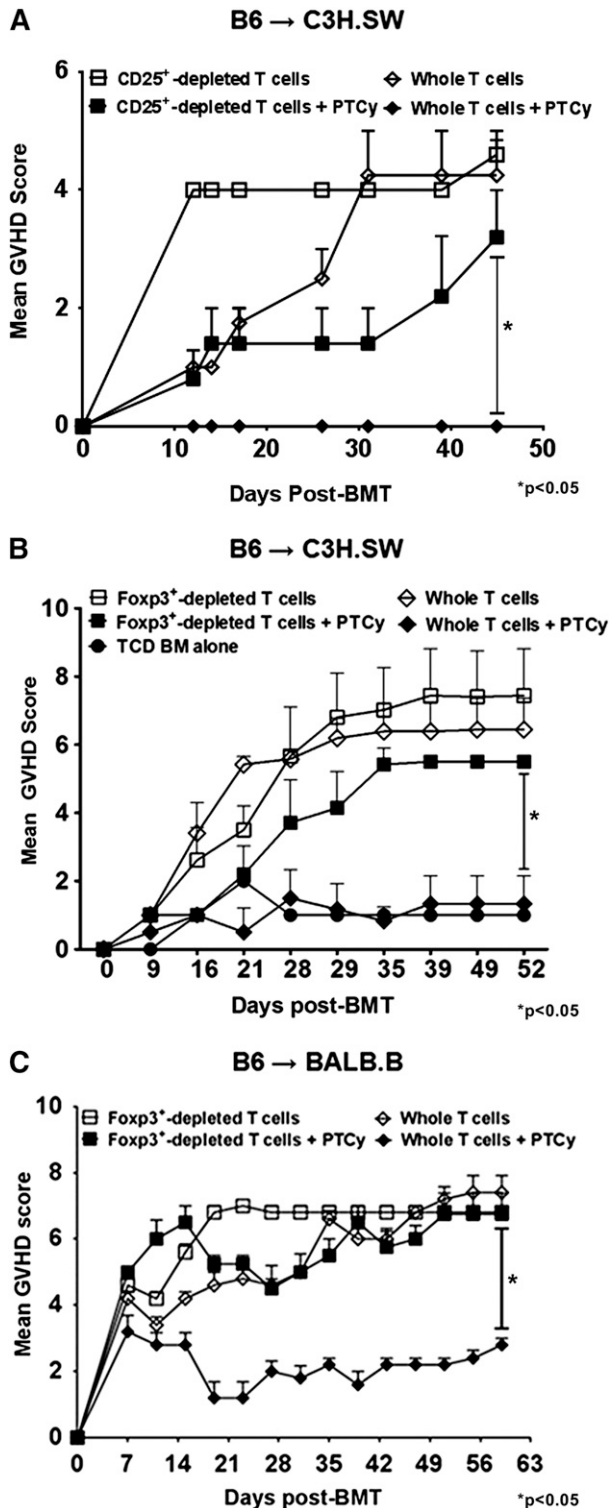 A
B6 → C3H.SW
CD25⁺-depleted T cells
Whole T cells
CD25⁺-depleted T cells + PTCy
Whole T cells + PTCy
Mean GVHD Score
6
4
2
0
*
0 10 20 30 40 50
Days Post-BMT
*p<0.05
B
B6 → C3H.SW
Foxp3⁺-depleted T cells
Whole T cells
Foxp3⁺-depleted T cells + PTCy
Whole T cells + PTCy
TCD BM alone
Mean GVHD Score
10
8
6
4
2
0
*
0 9 16 21 28 29 35 39 49 52
Days post-BMT
*p<0.05
C
B6 → BALB.B
Foxp3⁺-depleted T cells
Whole T cells
Foxp3⁺-depleted T cells + PTCy
Whole T cells + PTCy
Mean GVHD score
10
8
6
4
2
0
*
0 7 14 21 28 35 42 49 56 63
Days post-BMT
*p<0.05